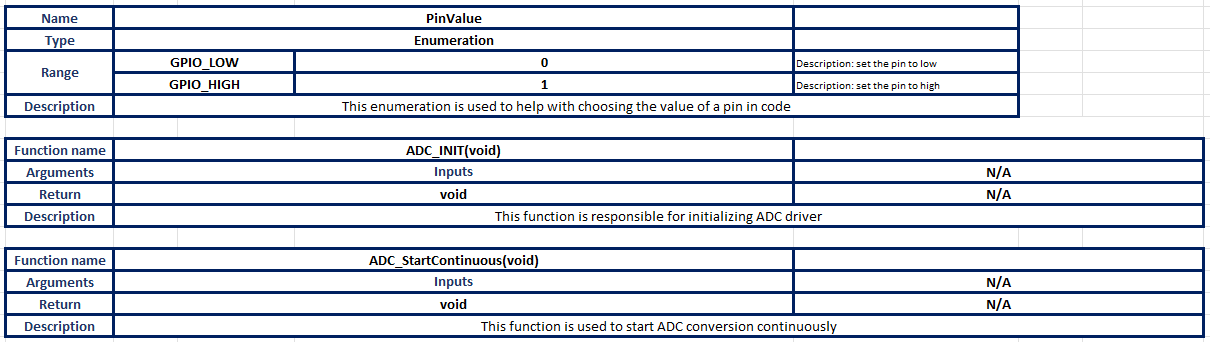 Name PinValue
Type Enumeration
Range GPIO_LOW 0 Description: set the pin to low
GPIO_HIGH 1 Description: set the pin to high
Description This enumeration is used to help with choosing the value of a pin in code
Function name ADC_INIT(void)
Arguments Inputs N/A
Return void N/A
Description This function is responsible for initializing ADC driver
Function name ADC_StartContinuous(void)
Arguments Inputs N/A
Return void N/A
Description This function is used to start ADC conversion continuously